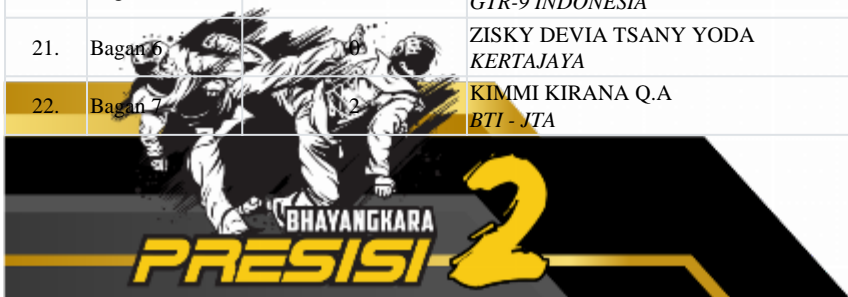 GTR-9 INDONESIA
21. Bagan 6 0 ZISKY DEVIA TSANY YODA
KERTAJAYA
22. Bagan 7 2 KIMMI KIRANA Q.A
BTI - JTA
BHAYANGKARA
PRESISI 2